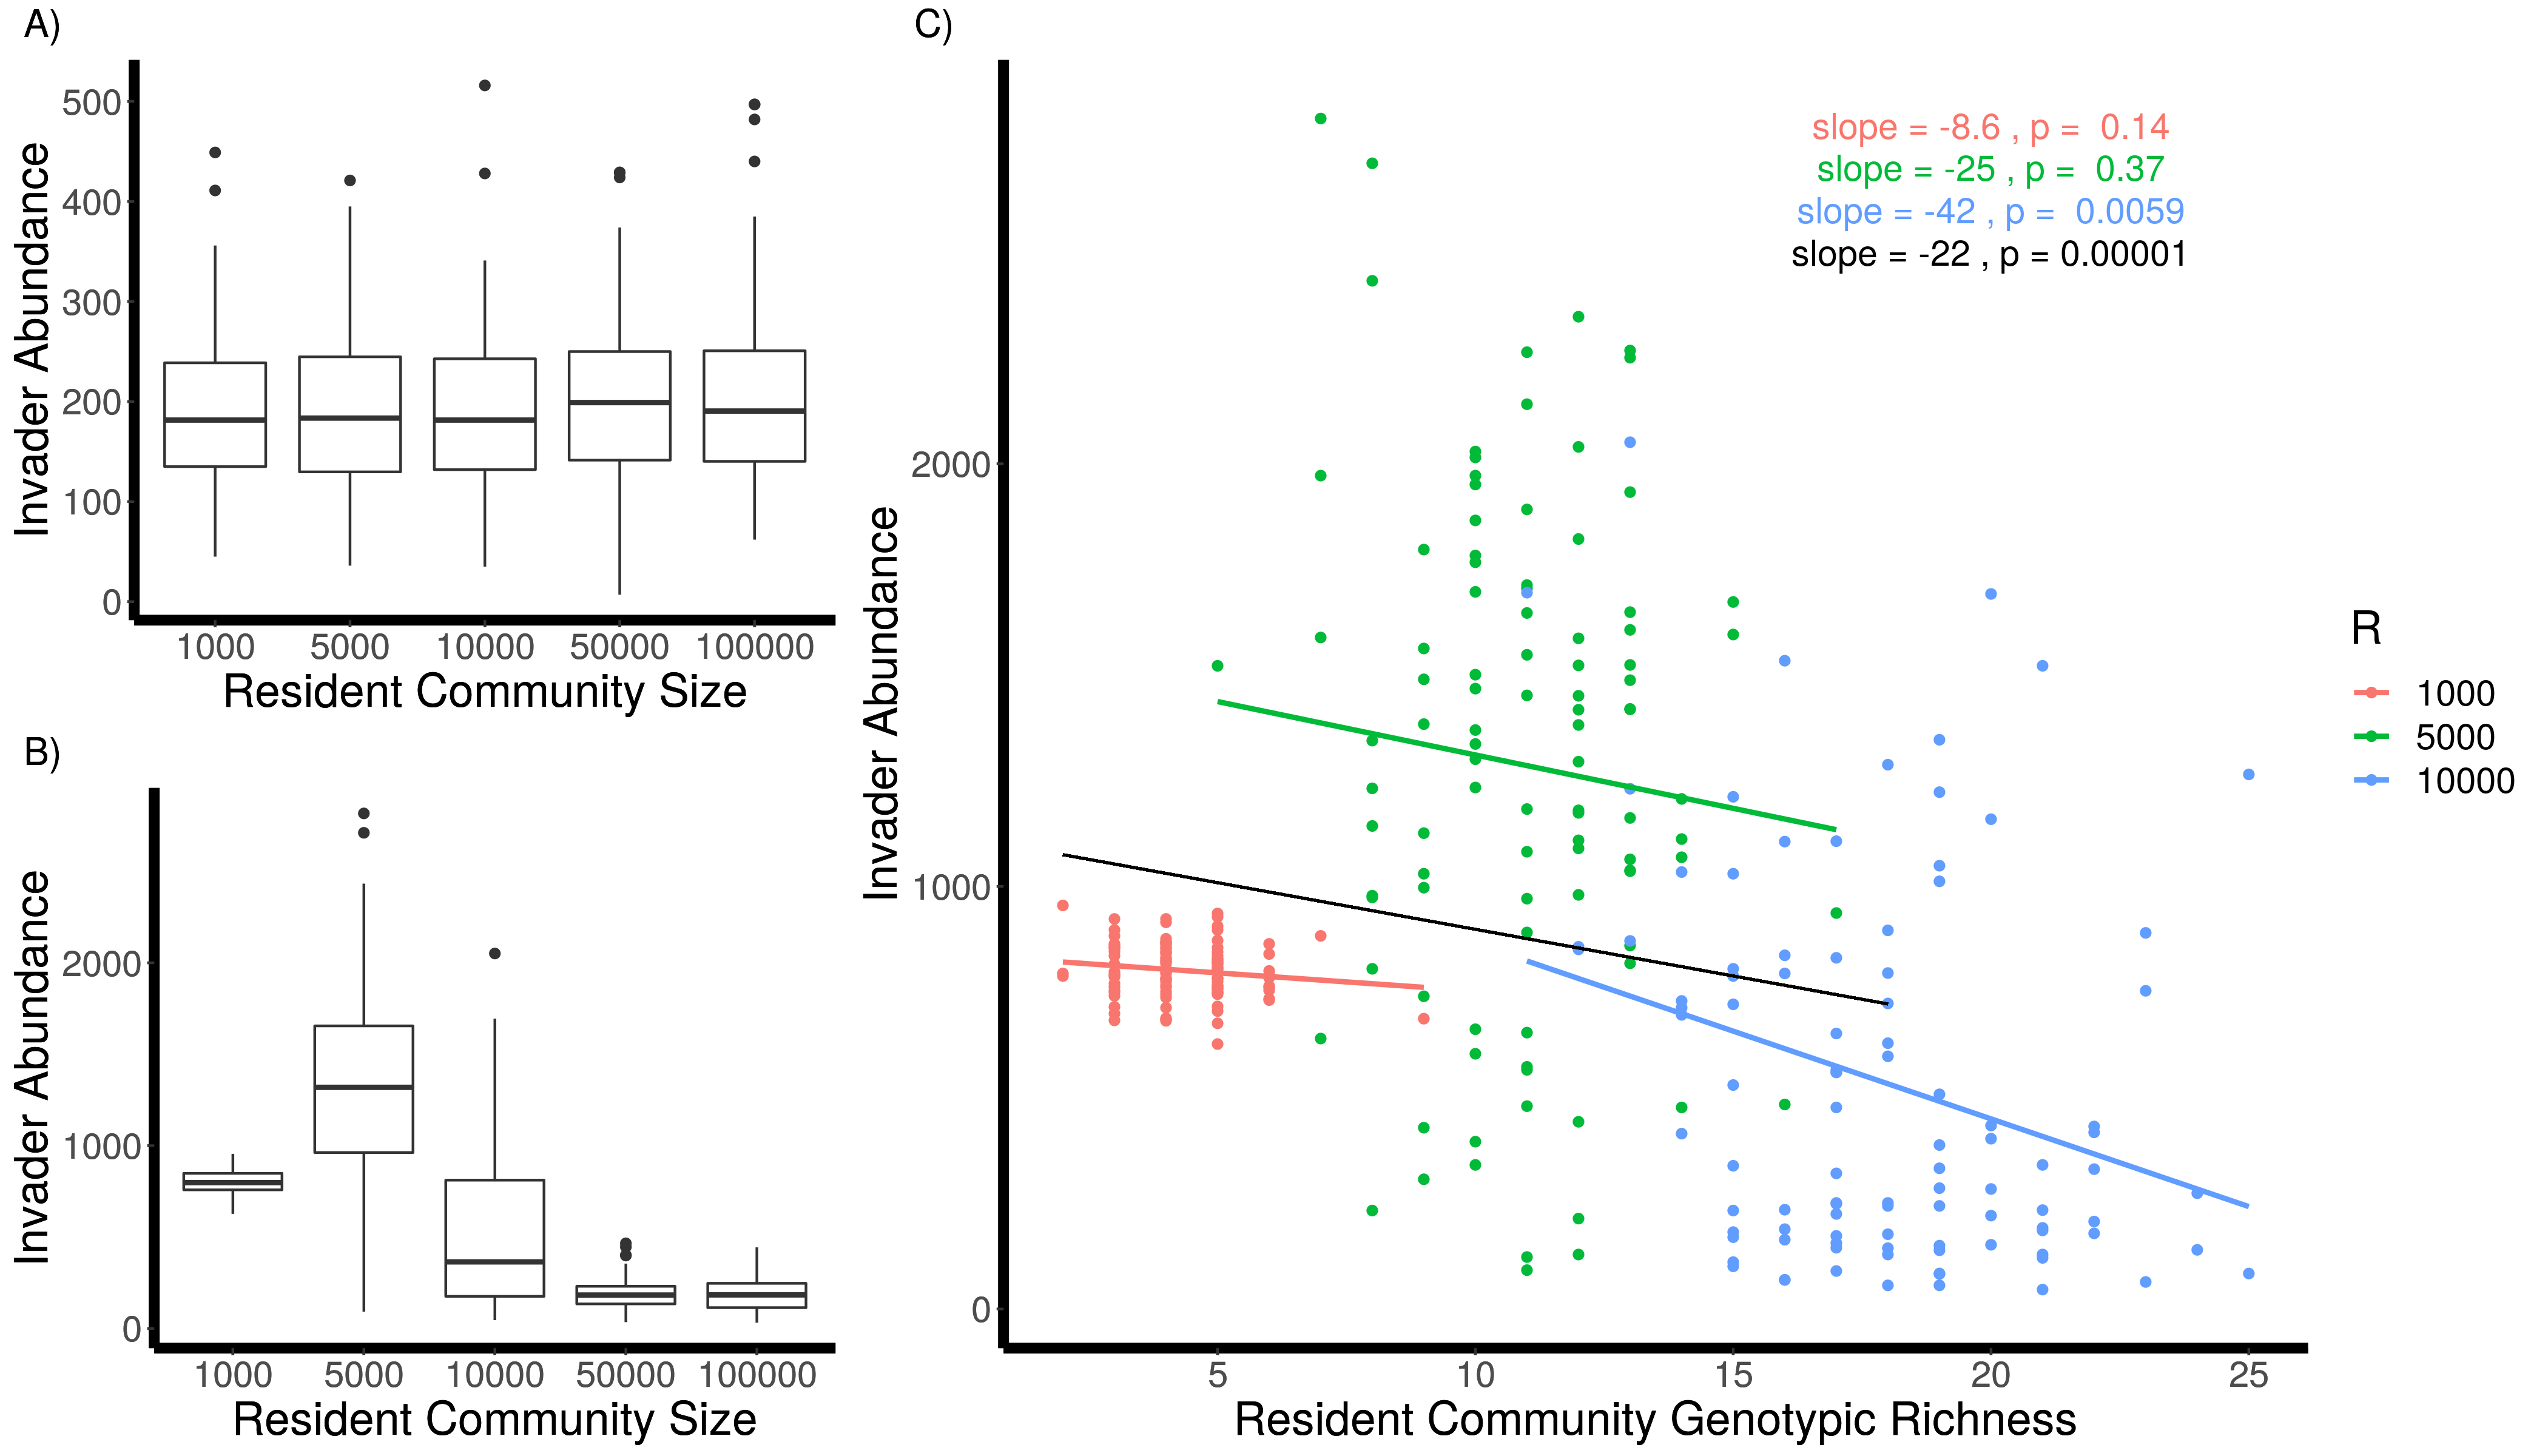 A)
500
400
300
200
100
0
Invader Abundance
1000 5000 10000 50000 100000
Resident Community Size
B)
2000
1000
0
Invader Abundance
1000 5000 10000 50000 100000
Resident Community Size
C)
slope = -8.6 , p =  0.14
slope = -25 , p =  0.37
slope = -42 , p =  0.0059
slope = -22 , p = 0.00001
2000
1000
0
Invader Abundance
5 10 15 20 25
Resident Community Genotypic Richness
R
1000
5000
10000